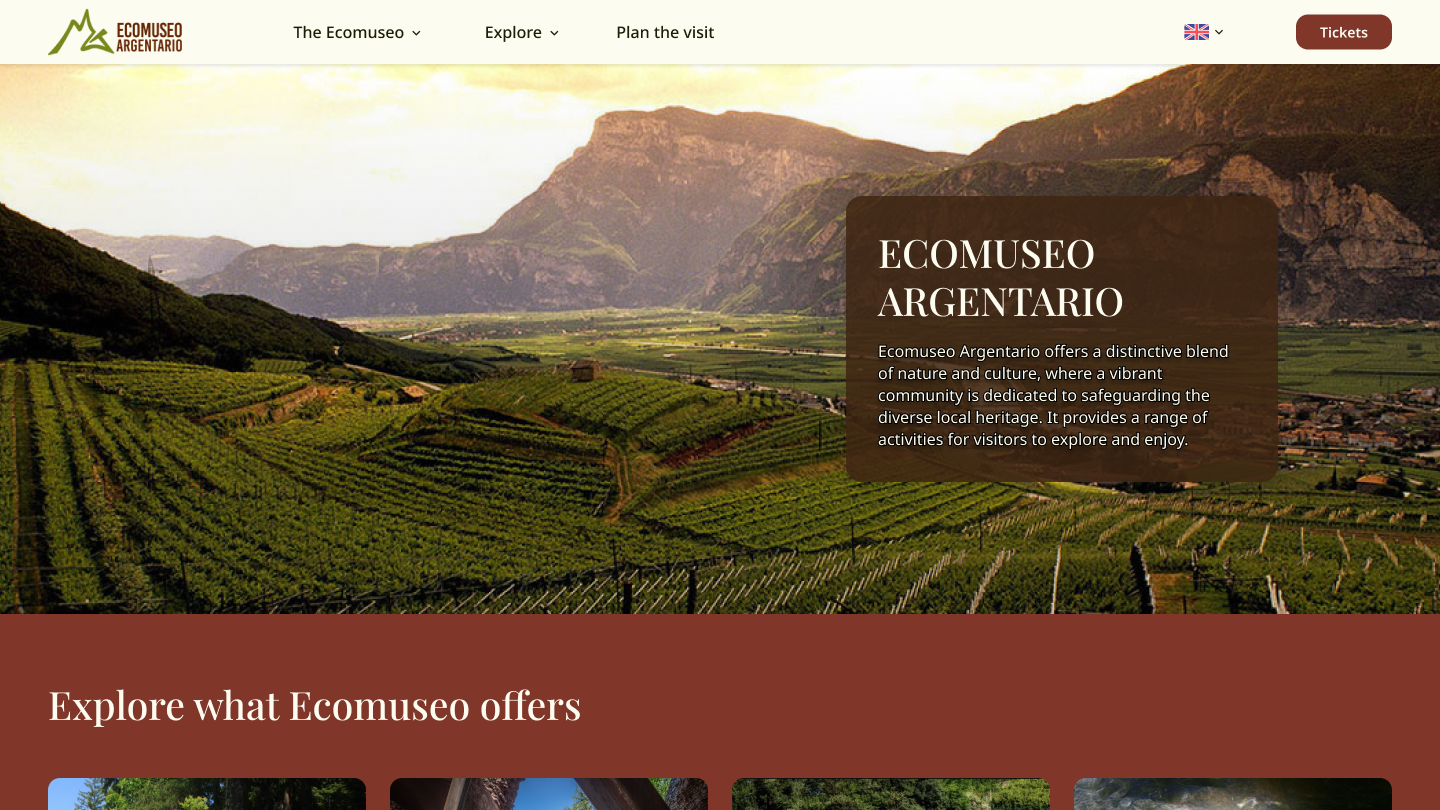 ECOMUSEO
ARGENTARIO
The Ecomuseo
Explore
Plan the visit
Tickets
ECOMUSEO
ARGENTARIO
Ecomuseo Argentario offers a distinctive blend
of nature and culture, where a vibrant
community is dedicated to safeguarding the
diverse local heritage. It provides a range of
activities for visitors to explore and enjoy.
Explore what Ecomuseo offers